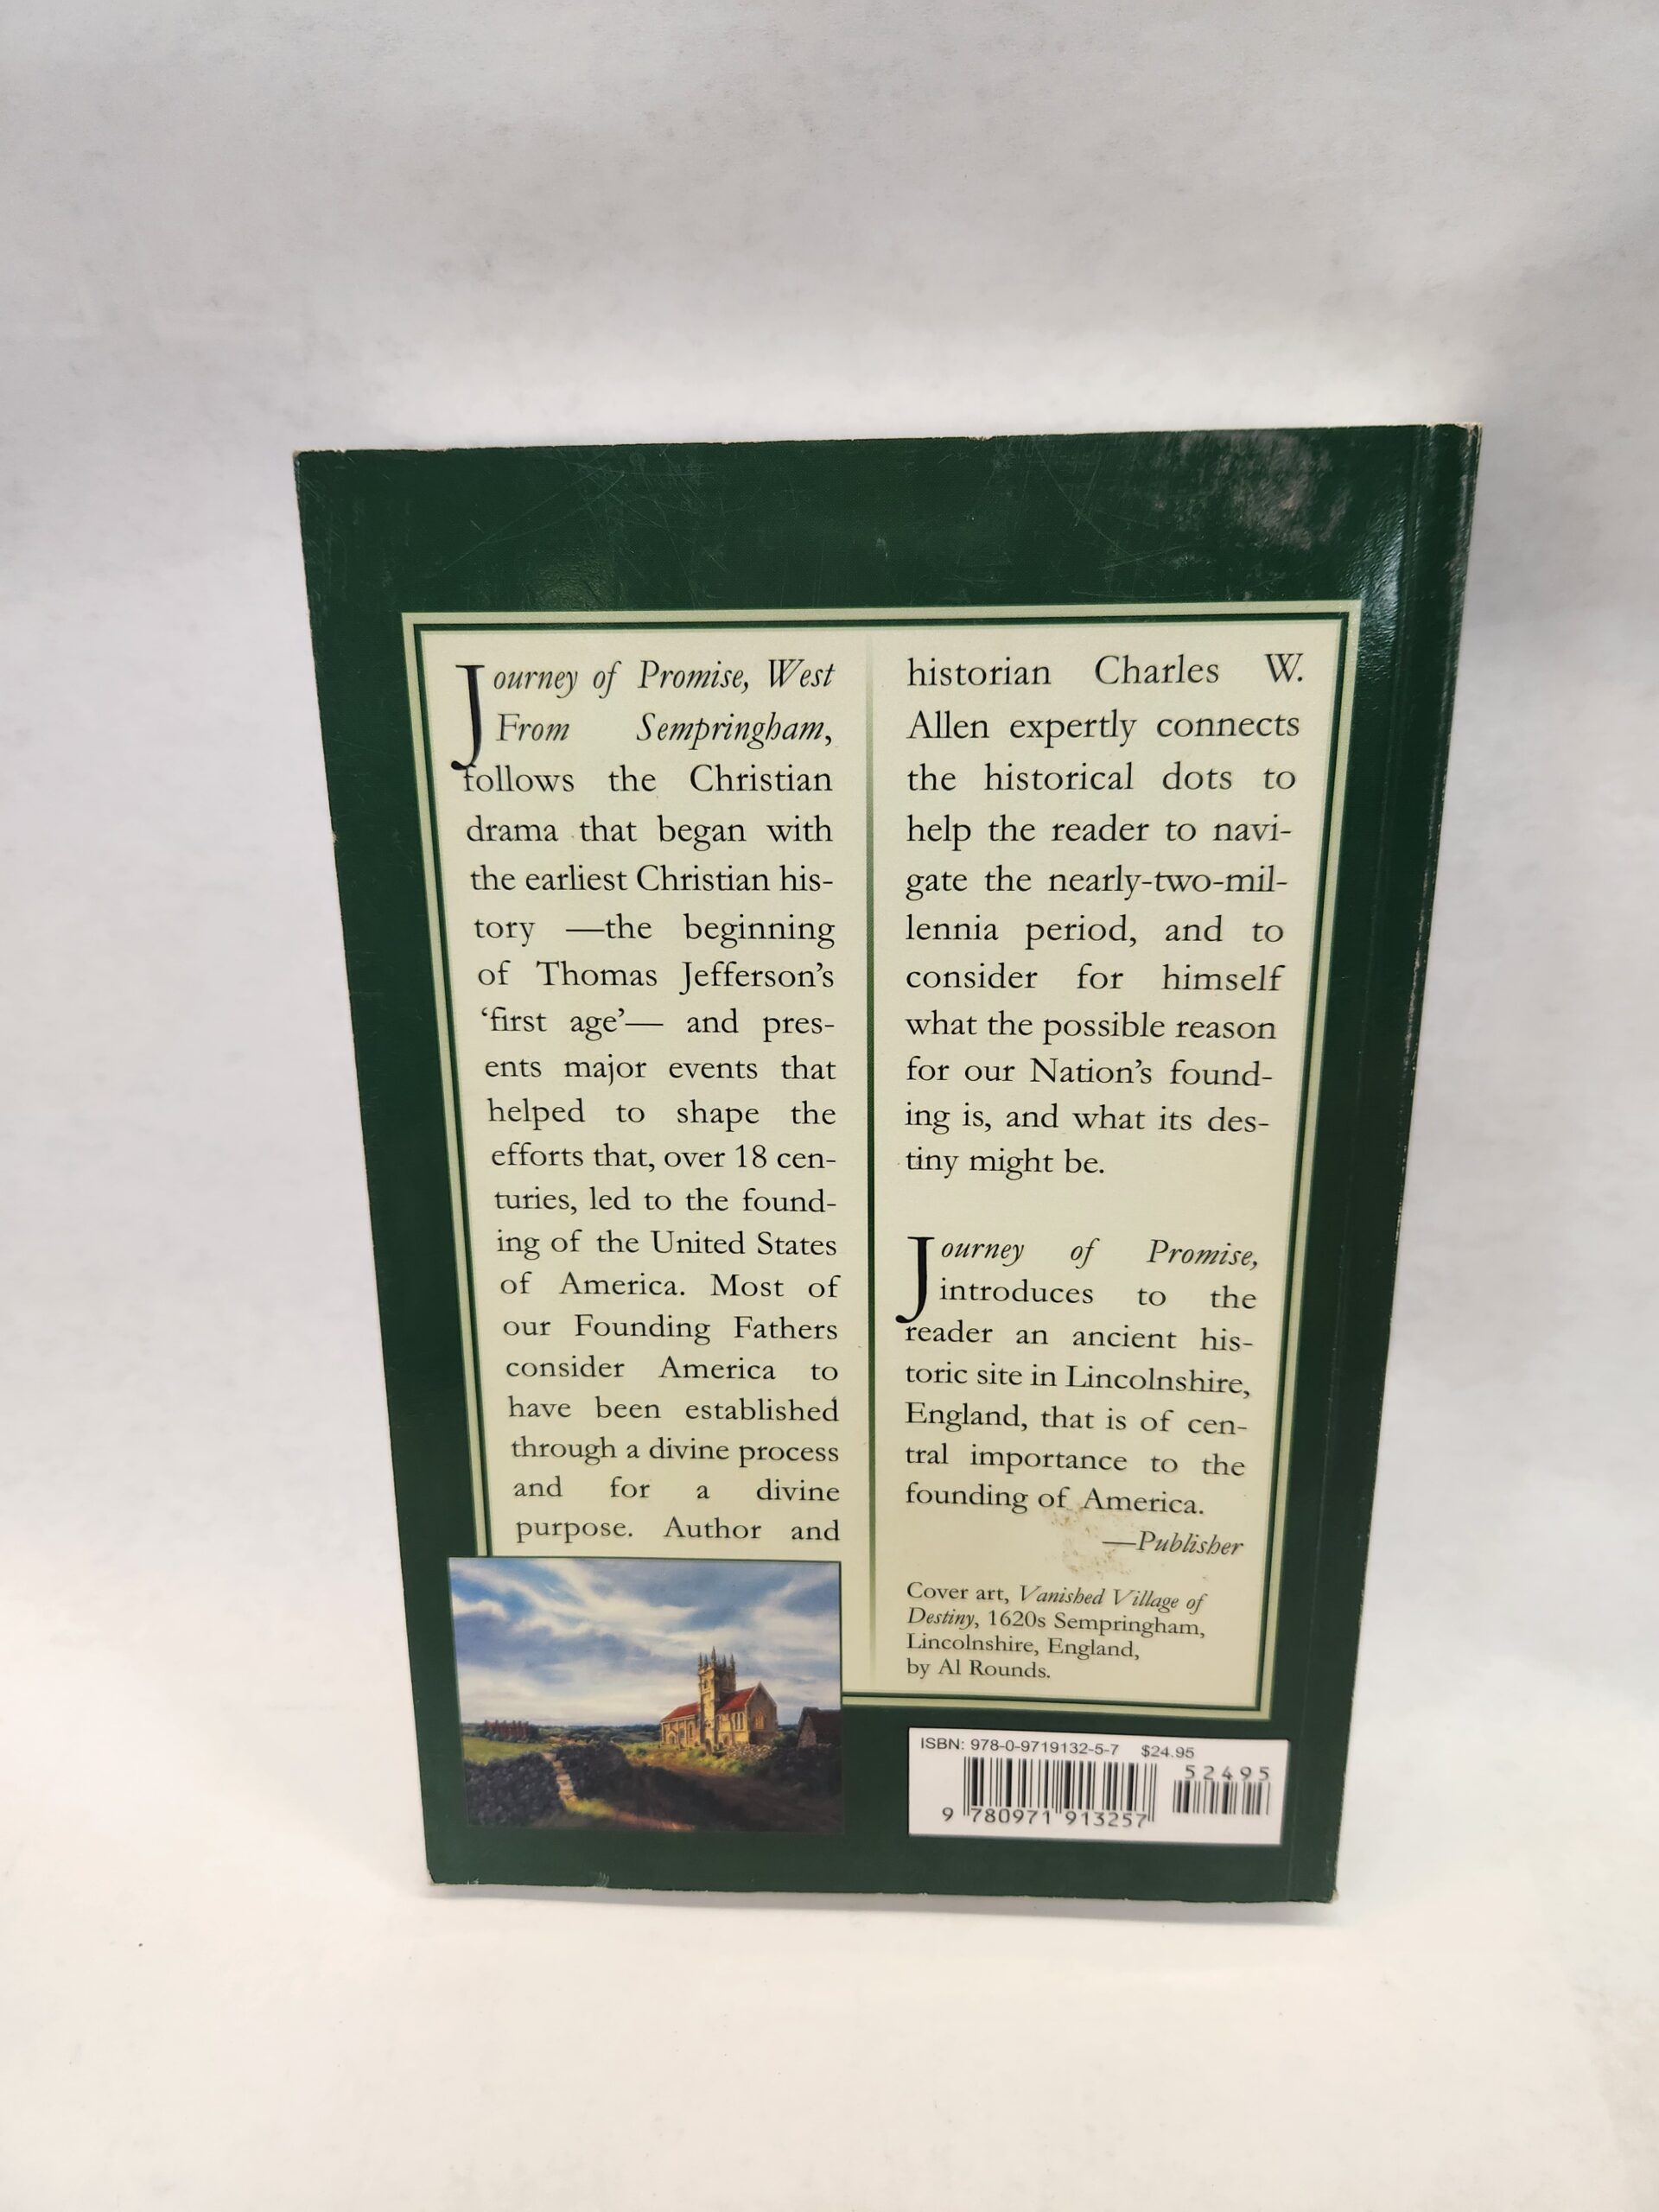 Journey of Promise, West
From Sempringham,
follows the Christian
drama that began with
the earliest Christian his-
tory —the beginning
of Thomas Jefferson's
'first age'— and pres-
ents major events that
helped to shape the
efforts that, over 18 cen-
turies, led to the found-
ing of the United States
of America. Most of
our Founding Fathers
consider America to
have been established
through a divine process
and for a divine
purpose. Author and
historian Charles W.
Allen expertly connects
the historical dots to
help the reader to navi-
gate the nearly-two-mil-
lennia period, and to
consider for himself
what the possible reason
for our Nation's found-
ing is, and what its des-
tiny might be.
Journey of Promise,
introduces to the
reader an ancient his-
toric site in Lincolnshire,
England, that is of cen-
tral importance to the
founding of America.
—Publisher
Cover art, Vanished Village of
Destiny, 1620s Sempringham,
Lincolnshire, England,
by Al Rounds.
ISBN: 978-0-9719132-5-7 $24.95
52495
9 780971 913257